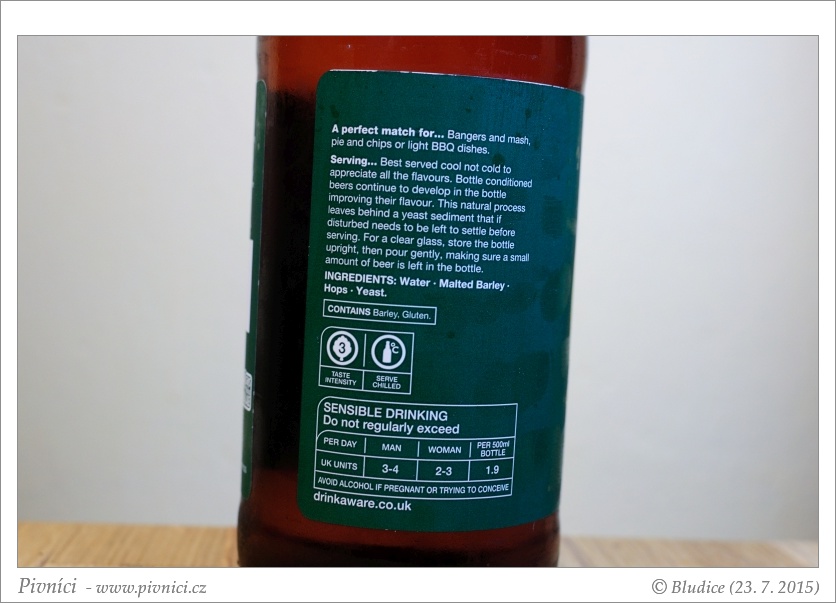 A perfect match for... Bangers and mash,
pie and chips or light BBQ dishes.
Serving... Best served cool not cold to
appreciate all the flavours. Bottle conditioned
beers continue to develop in the bottle
improving their flavour. This natural process
leaves behind a yeast sediment that if
disturbed needs to be left to settle before
serving. For a clear glass, store the bottle
upright, then pour gently, making sure a small
amount of beer is left in the bottle.
INGREDIENTS: Water · Malted Barley ·
Hops · Yeast.
CONTAINS Barley, Gluten.
3 °C
TASTE INTENSITY SERVE CHILLED
SENSIBLE DRINKING
Do not regularly exceed
PER DAY MAN WOMAN PER 500ml BOTTLE
UK UNITS 3-4 2-3 1.9
AVOID ALCOHOL IF PREGNANT OR TRYING TO CONCEIVE
drinkaware.co.uk
Pivníci - www.pivnici.cz © Bludice (23. 7. 2015)